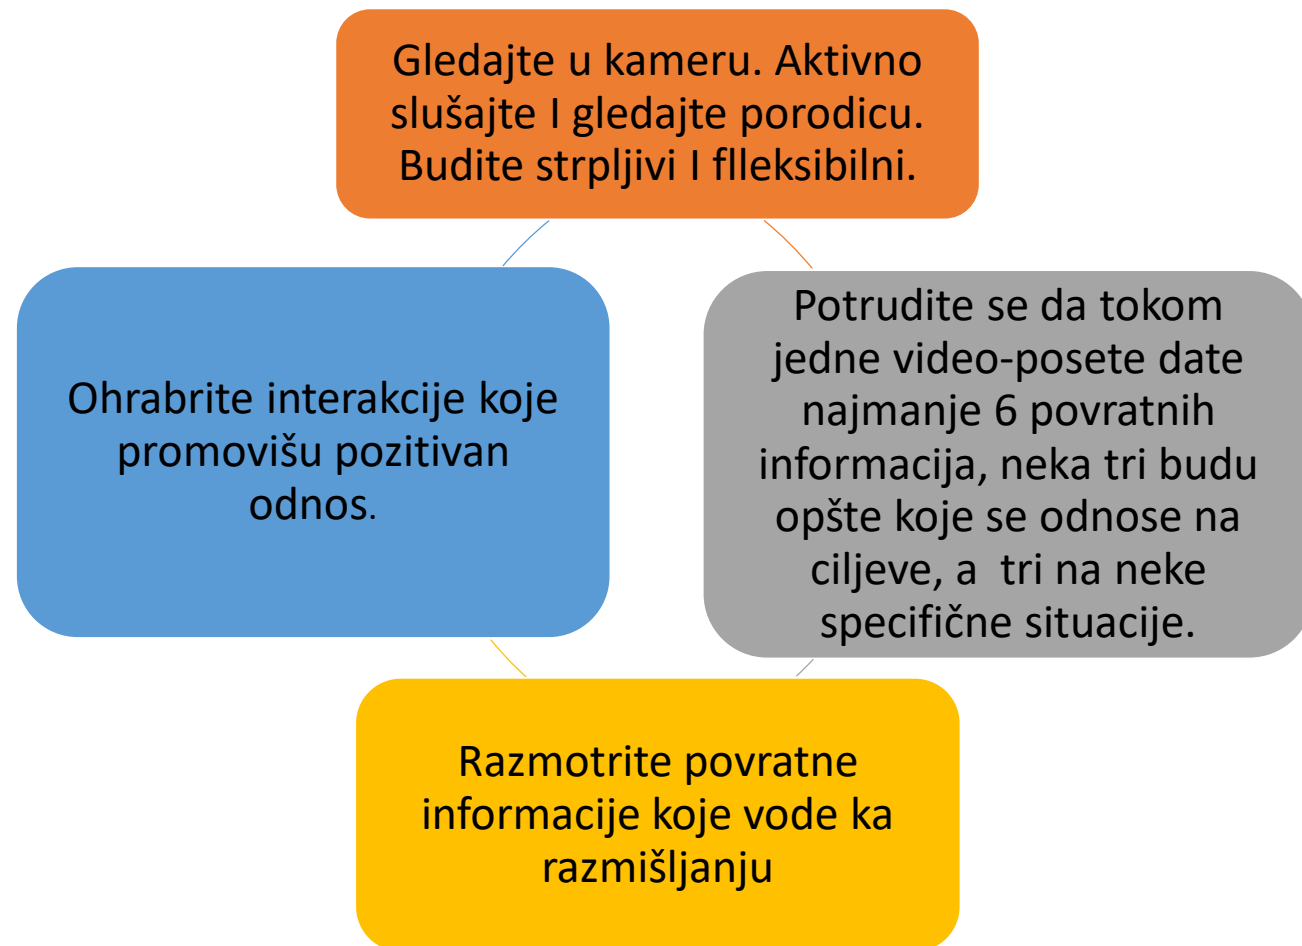 Gledajte u kameru. Aktivno
slušajte I gledajte porodicu.
Budite strpljivi I flleksibilni.
Potrudite se da tokom
jedne video-posete date
najmanje 6 povratnih
informacija, neka tri budu
opšte koje se odnose na
ciljeve, a  tri na neke
specifične situacije.
Razmotrite povratne
informacije koje vode ka
razmišljanju
Ohrabrite interakcije koje
promovišu pozitivan
odnos.